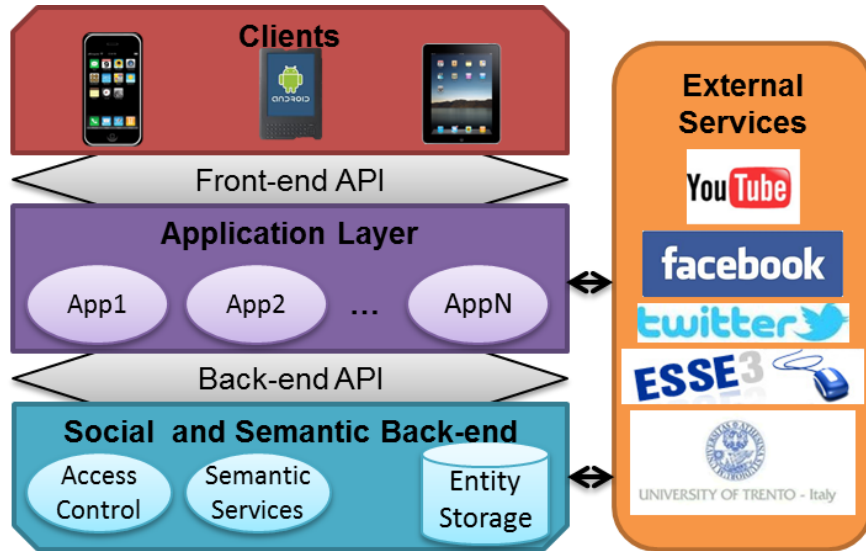 Clients
ANDROID
Front-end API
Application Layer
App1
App2
...
AppN
Back-end API
Social and Semantic Back-end
Access
Control
Semantic
Services
Entity
Storage
External
Services
YouTube
facebook
twitter
ESSE3
UNIVERSITY OF TRENTO - Italy